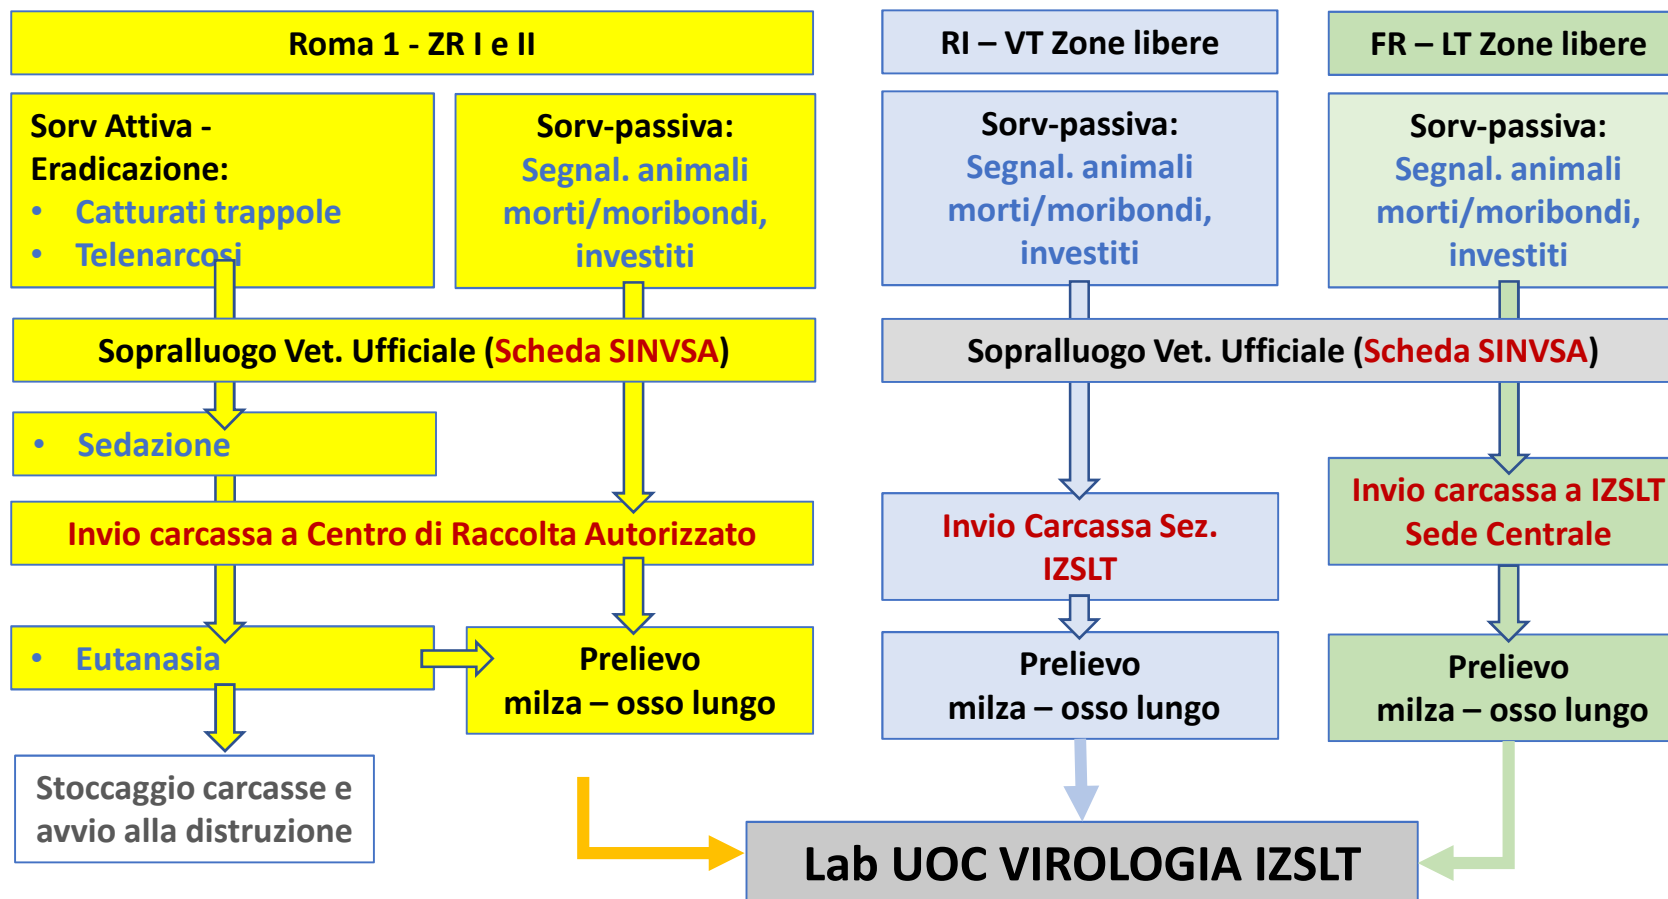 Roma 1 - ZR I e II
RI – VT Zone libere
FR – LT Zone libere
Sorv Attiva -
Eradicazione:
• Catturati trappole
• Telenarcosi
Sorv-passiva:
Segnal. animali
morti/moribondi,
investiti
Sorv-passiva:
Segnal. animali
morti/moribondi,
investiti
Sorv-passiva:
Segnal. animali
morti/moribondi,
investiti
Sopralluogo Vet. Ufficiale (Scheda SINVSA)
Sopralluogo Vet. Ufficiale (Scheda SINVSA)
• Sedazione
Invio carcassa a Centro di Raccolta Autorizzato
Invio Carcassa Sez.
IZSLT
Invio carcassa a IZSLT
Sede Centrale
• Eutanasia
Prelievo
milza – osso lungo
Prelievo
milza – osso lungo
Prelievo
milza – osso lungo
Stoccaggio carcasse e
avvio alla distruzione
Lab UOC VIROLOGIA IZSLT